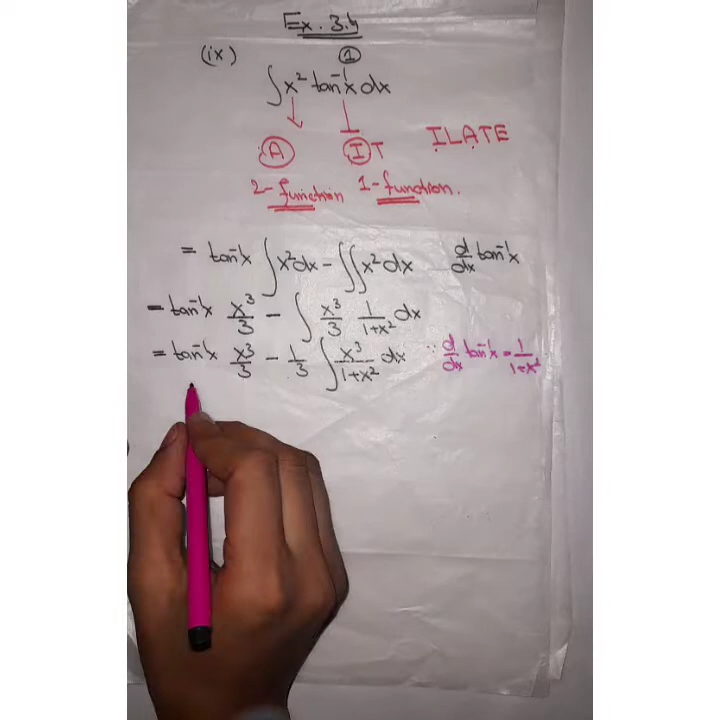 Ex. 3.4
(ix) ①
∫x² tan⁻¹x dx
Ⓐ Ⓘ T ILATE
2-function 1-function.
= tan⁻¹x ∫x²dx - ∫∫x²dx d/dx tan⁻¹x
= tan⁻¹x x³/3 - ∫ x³/3 1/1+x² dx
= tan⁻¹x x³/3 - 1/3 ∫ x³/1+x² dx ∵ d/dx tan⁻¹x = 1/1+x²